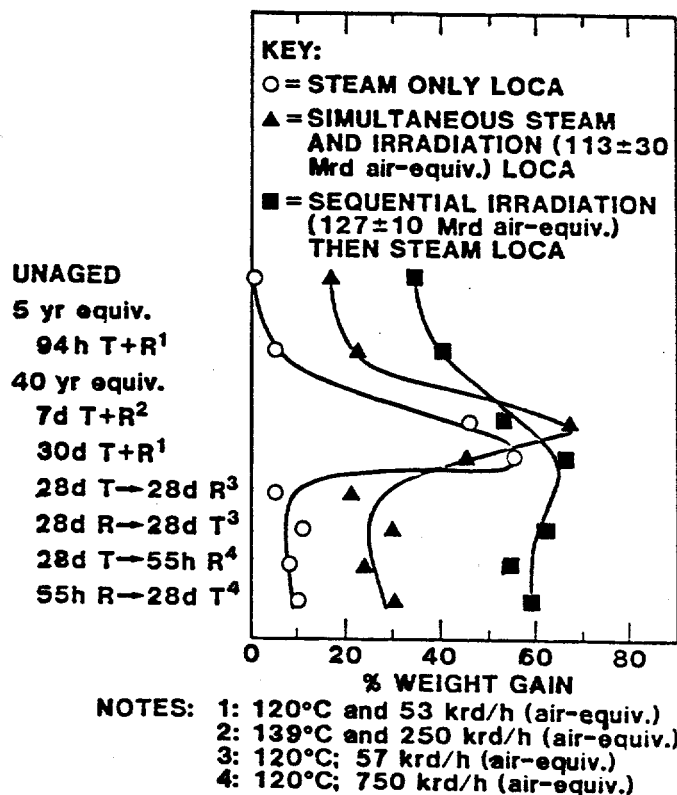 KEY:
○ = STEAM ONLY LOCA
▲ = SIMULTANEOUS STEAM
AND IRRADIATION (113±30
Mrd air-equiv.) LOCA
■ = SEQUENTIAL IRRADIATION
(127±10 Mrd air-equiv.)
THEN STEAM LOCA
UNAGED
5 yr equiv.
94h T+R¹
40 yr equiv.
7d T+R²
30d T+R¹
28d T→28d R³
28d R→28d T³
28d T→55h R⁴
55h R→28d T⁴
0 20 40 60 80
% WEIGHT GAIN
NOTES: 1: 120°C and 53 krd/h (air-equiv.)
2: 139°C and 250 krd/h (air-equiv.)
3: 120°C; 57 krd/h (air-equiv.)
4: 120°C; 750 krd/h (air-equiv.)